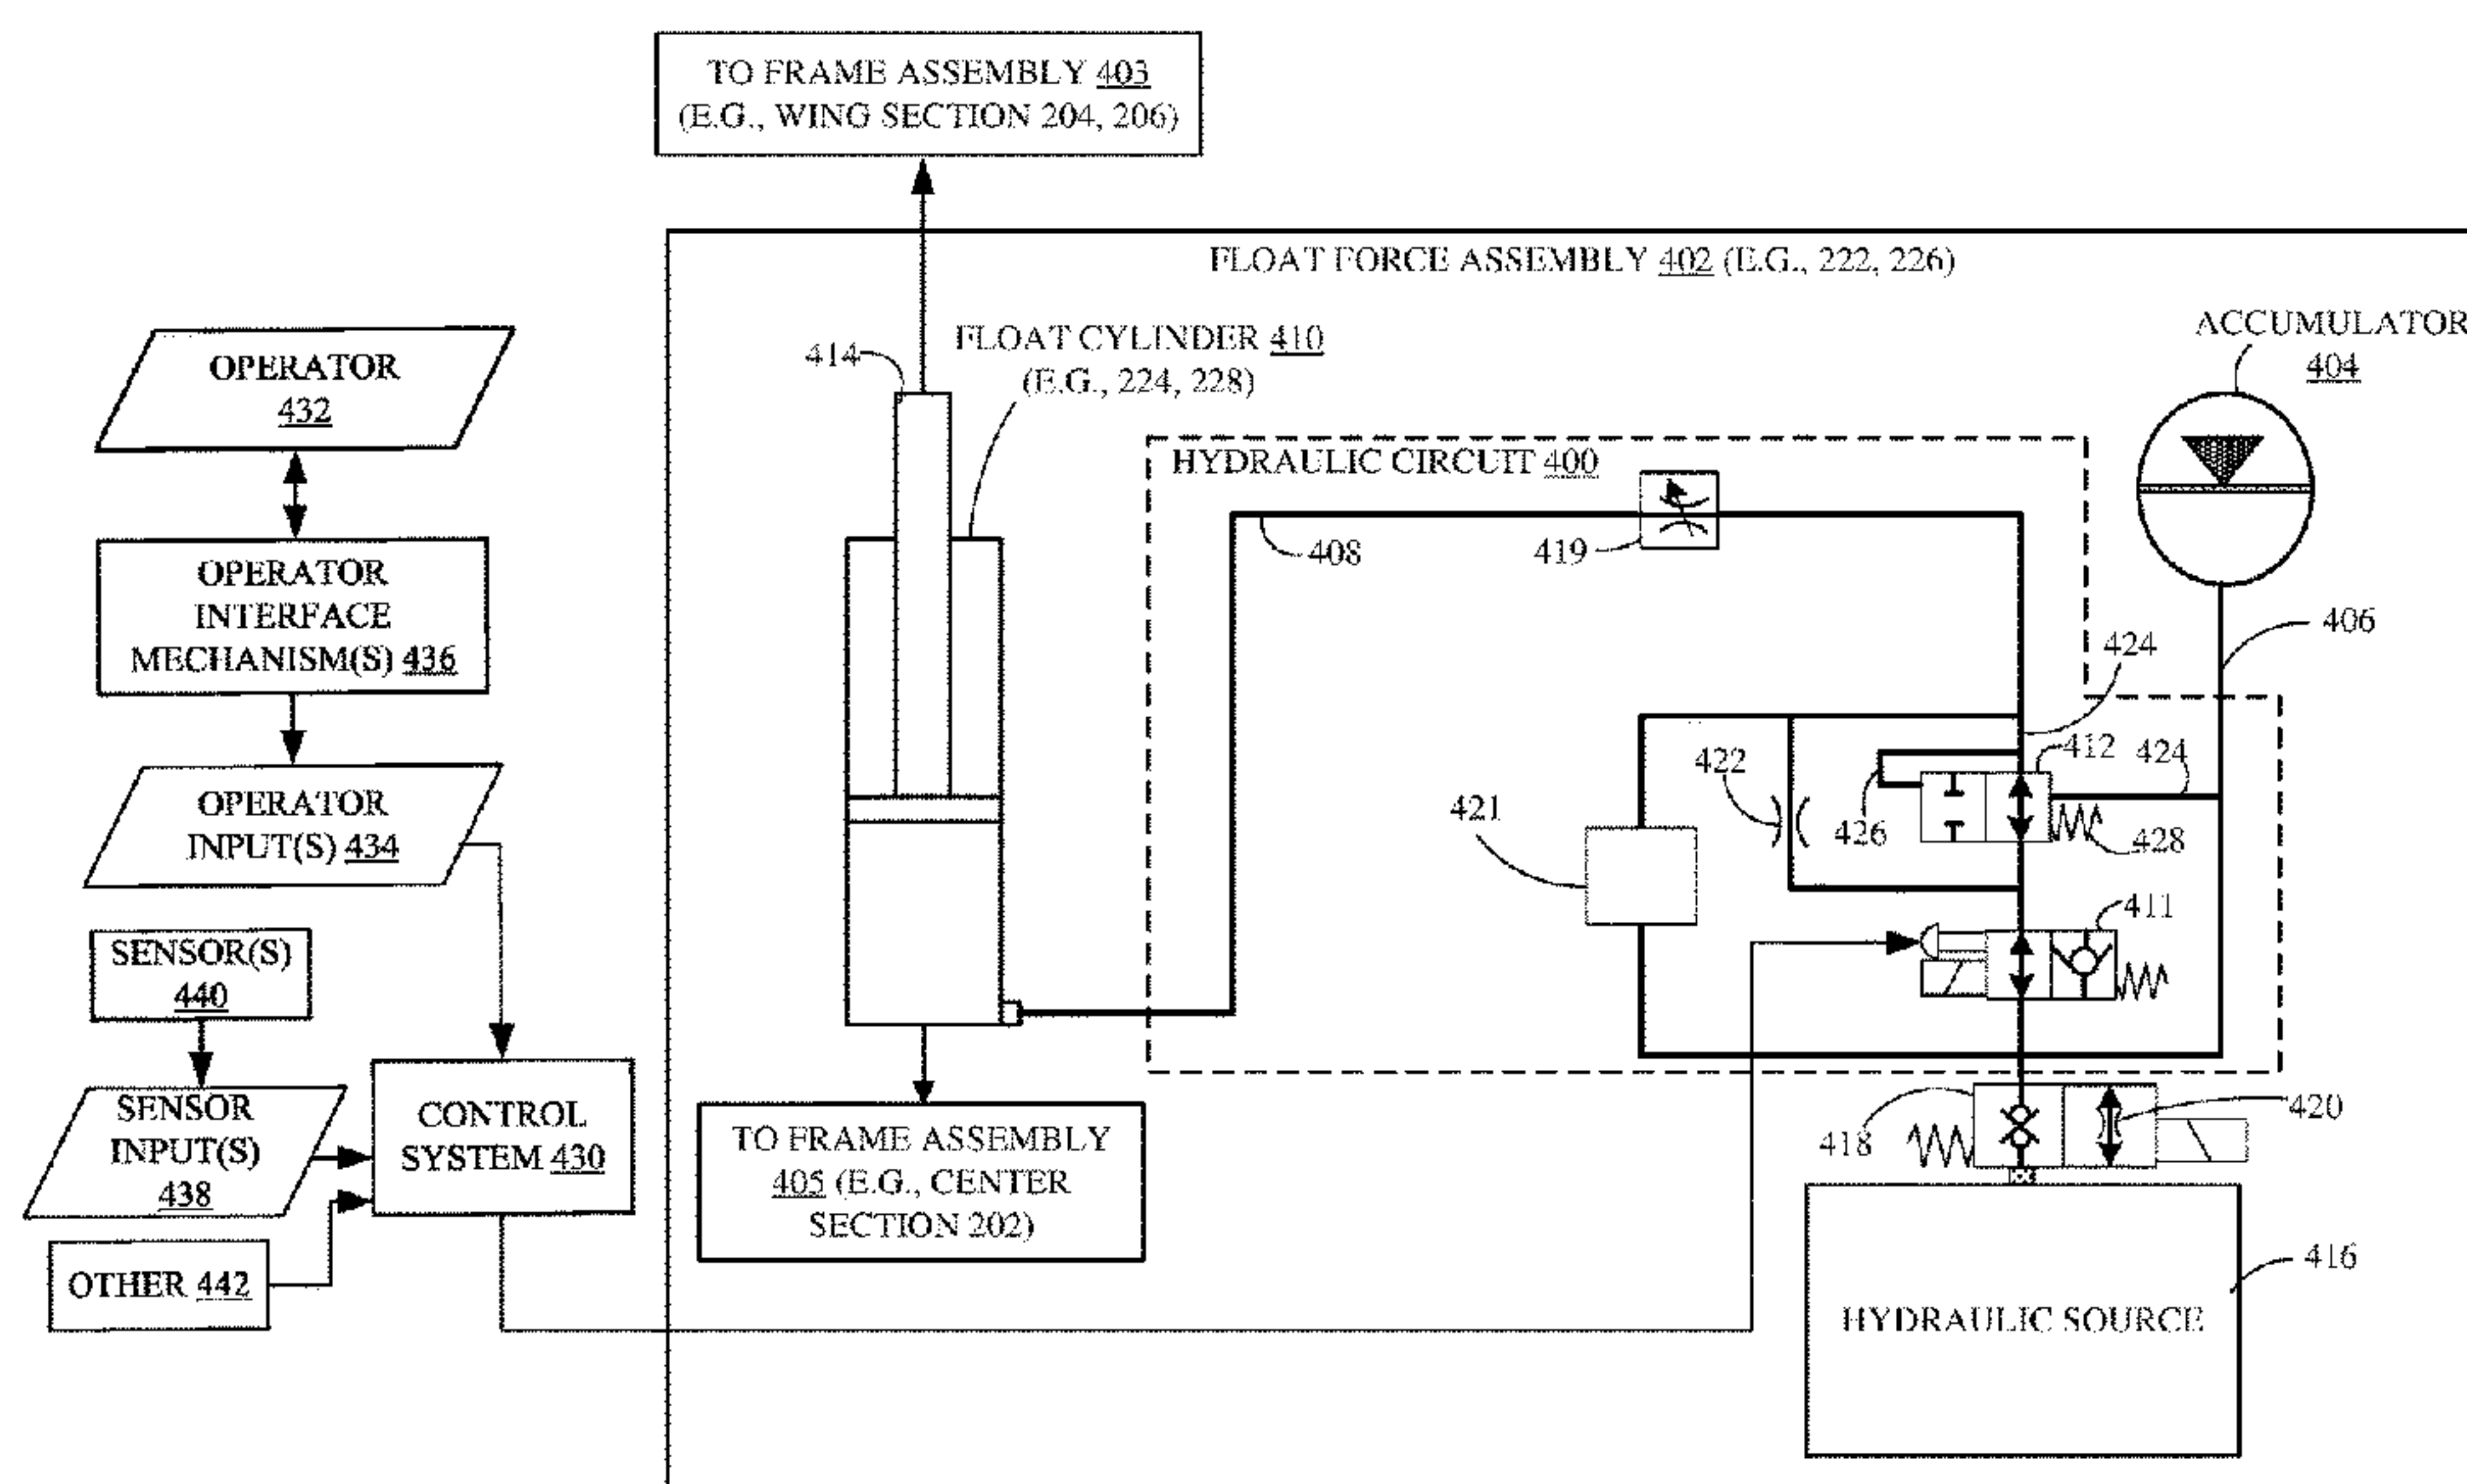 TO FRAME ASSEMBLY 403
(E.G., WING SECTION 204, 206)
FLOAT FORCE ASSEMBLY 402 (E.G., 222, 226)
FLOAT CYLINDER 410
(E.G., 224, 228)
414
ACCUMULATOR
404
OPERATOR
432
HYDRAULIC CIRCUIT 400
408
419
OPERATOR
INTERFACE
MECHANISM(S) 436
406
424
412
424
422
426
428
421
OPERATOR
INPUT(S) 434
411
SENSOR(S)
440
SENSOR
INPUT(S)
438
CONTROL
SYSTEM 430
TO FRAME ASSEMBLY
405 (E.G., CENTER
SECTION 202)
418
420
OTHER 442
416
HYDRAULIC SOURCE